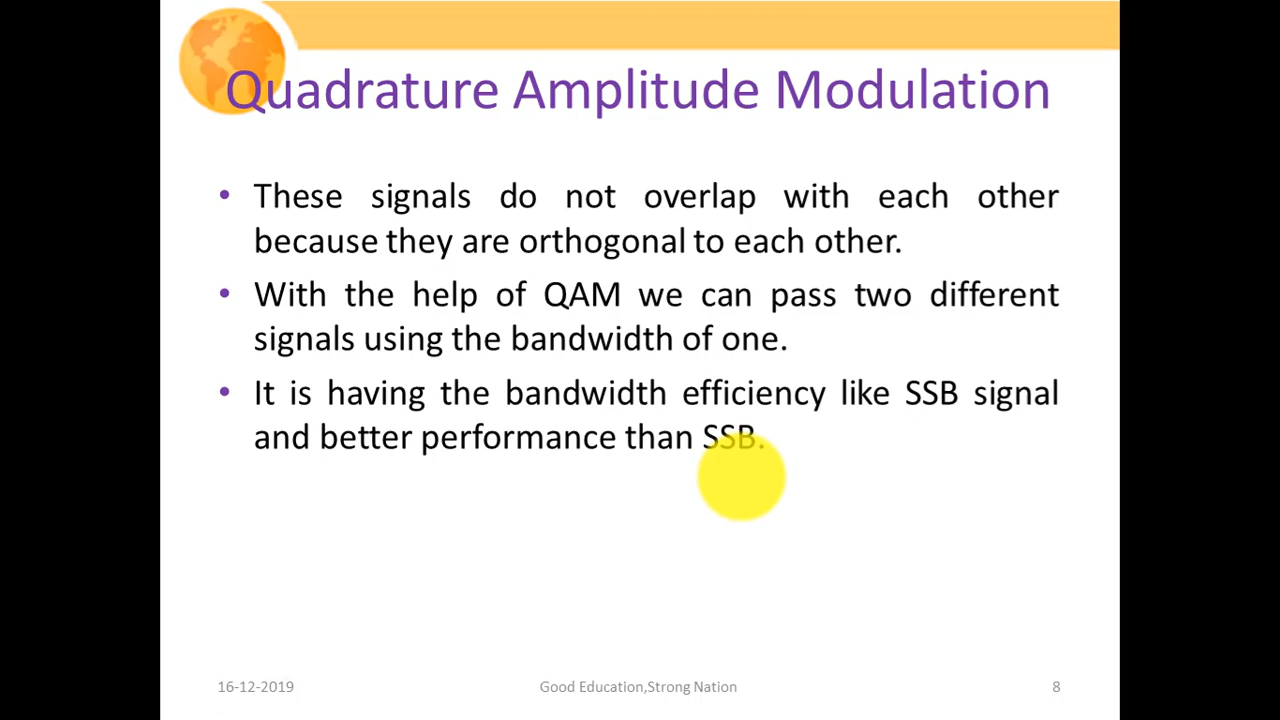 Quadrature Amplitude Modulation
• These signals do not overlap with each other
because they are orthogonal to each other.
• With the help of QAM we can pass two different
signals using the bandwidth of one.
• It is having the bandwidth efficiency like SSB signal
and better performance than SSB.
16-12-2019
Good Education,Strong Nation
8